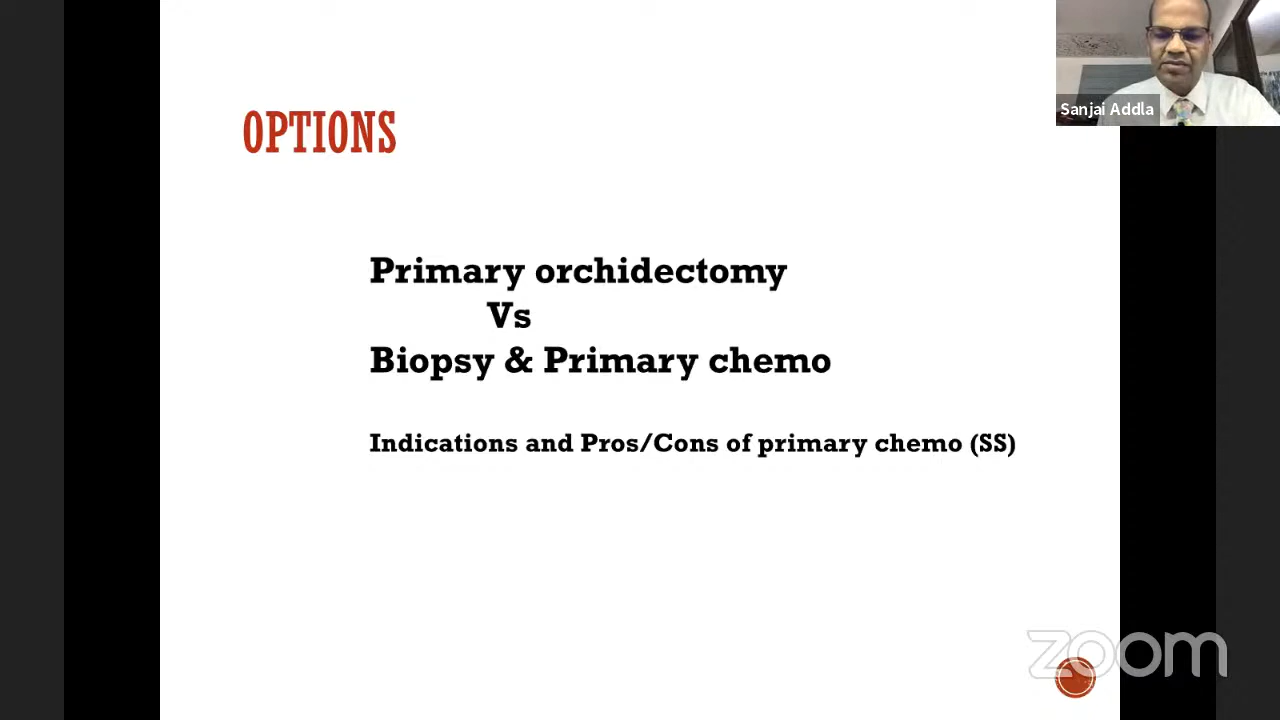 Sanjai Addla
OPTIONS
Primary orchidectomy
Vs
Biopsy & Primary chemo
Indications and Pros/Cons of primary chemo (SS)
zoom